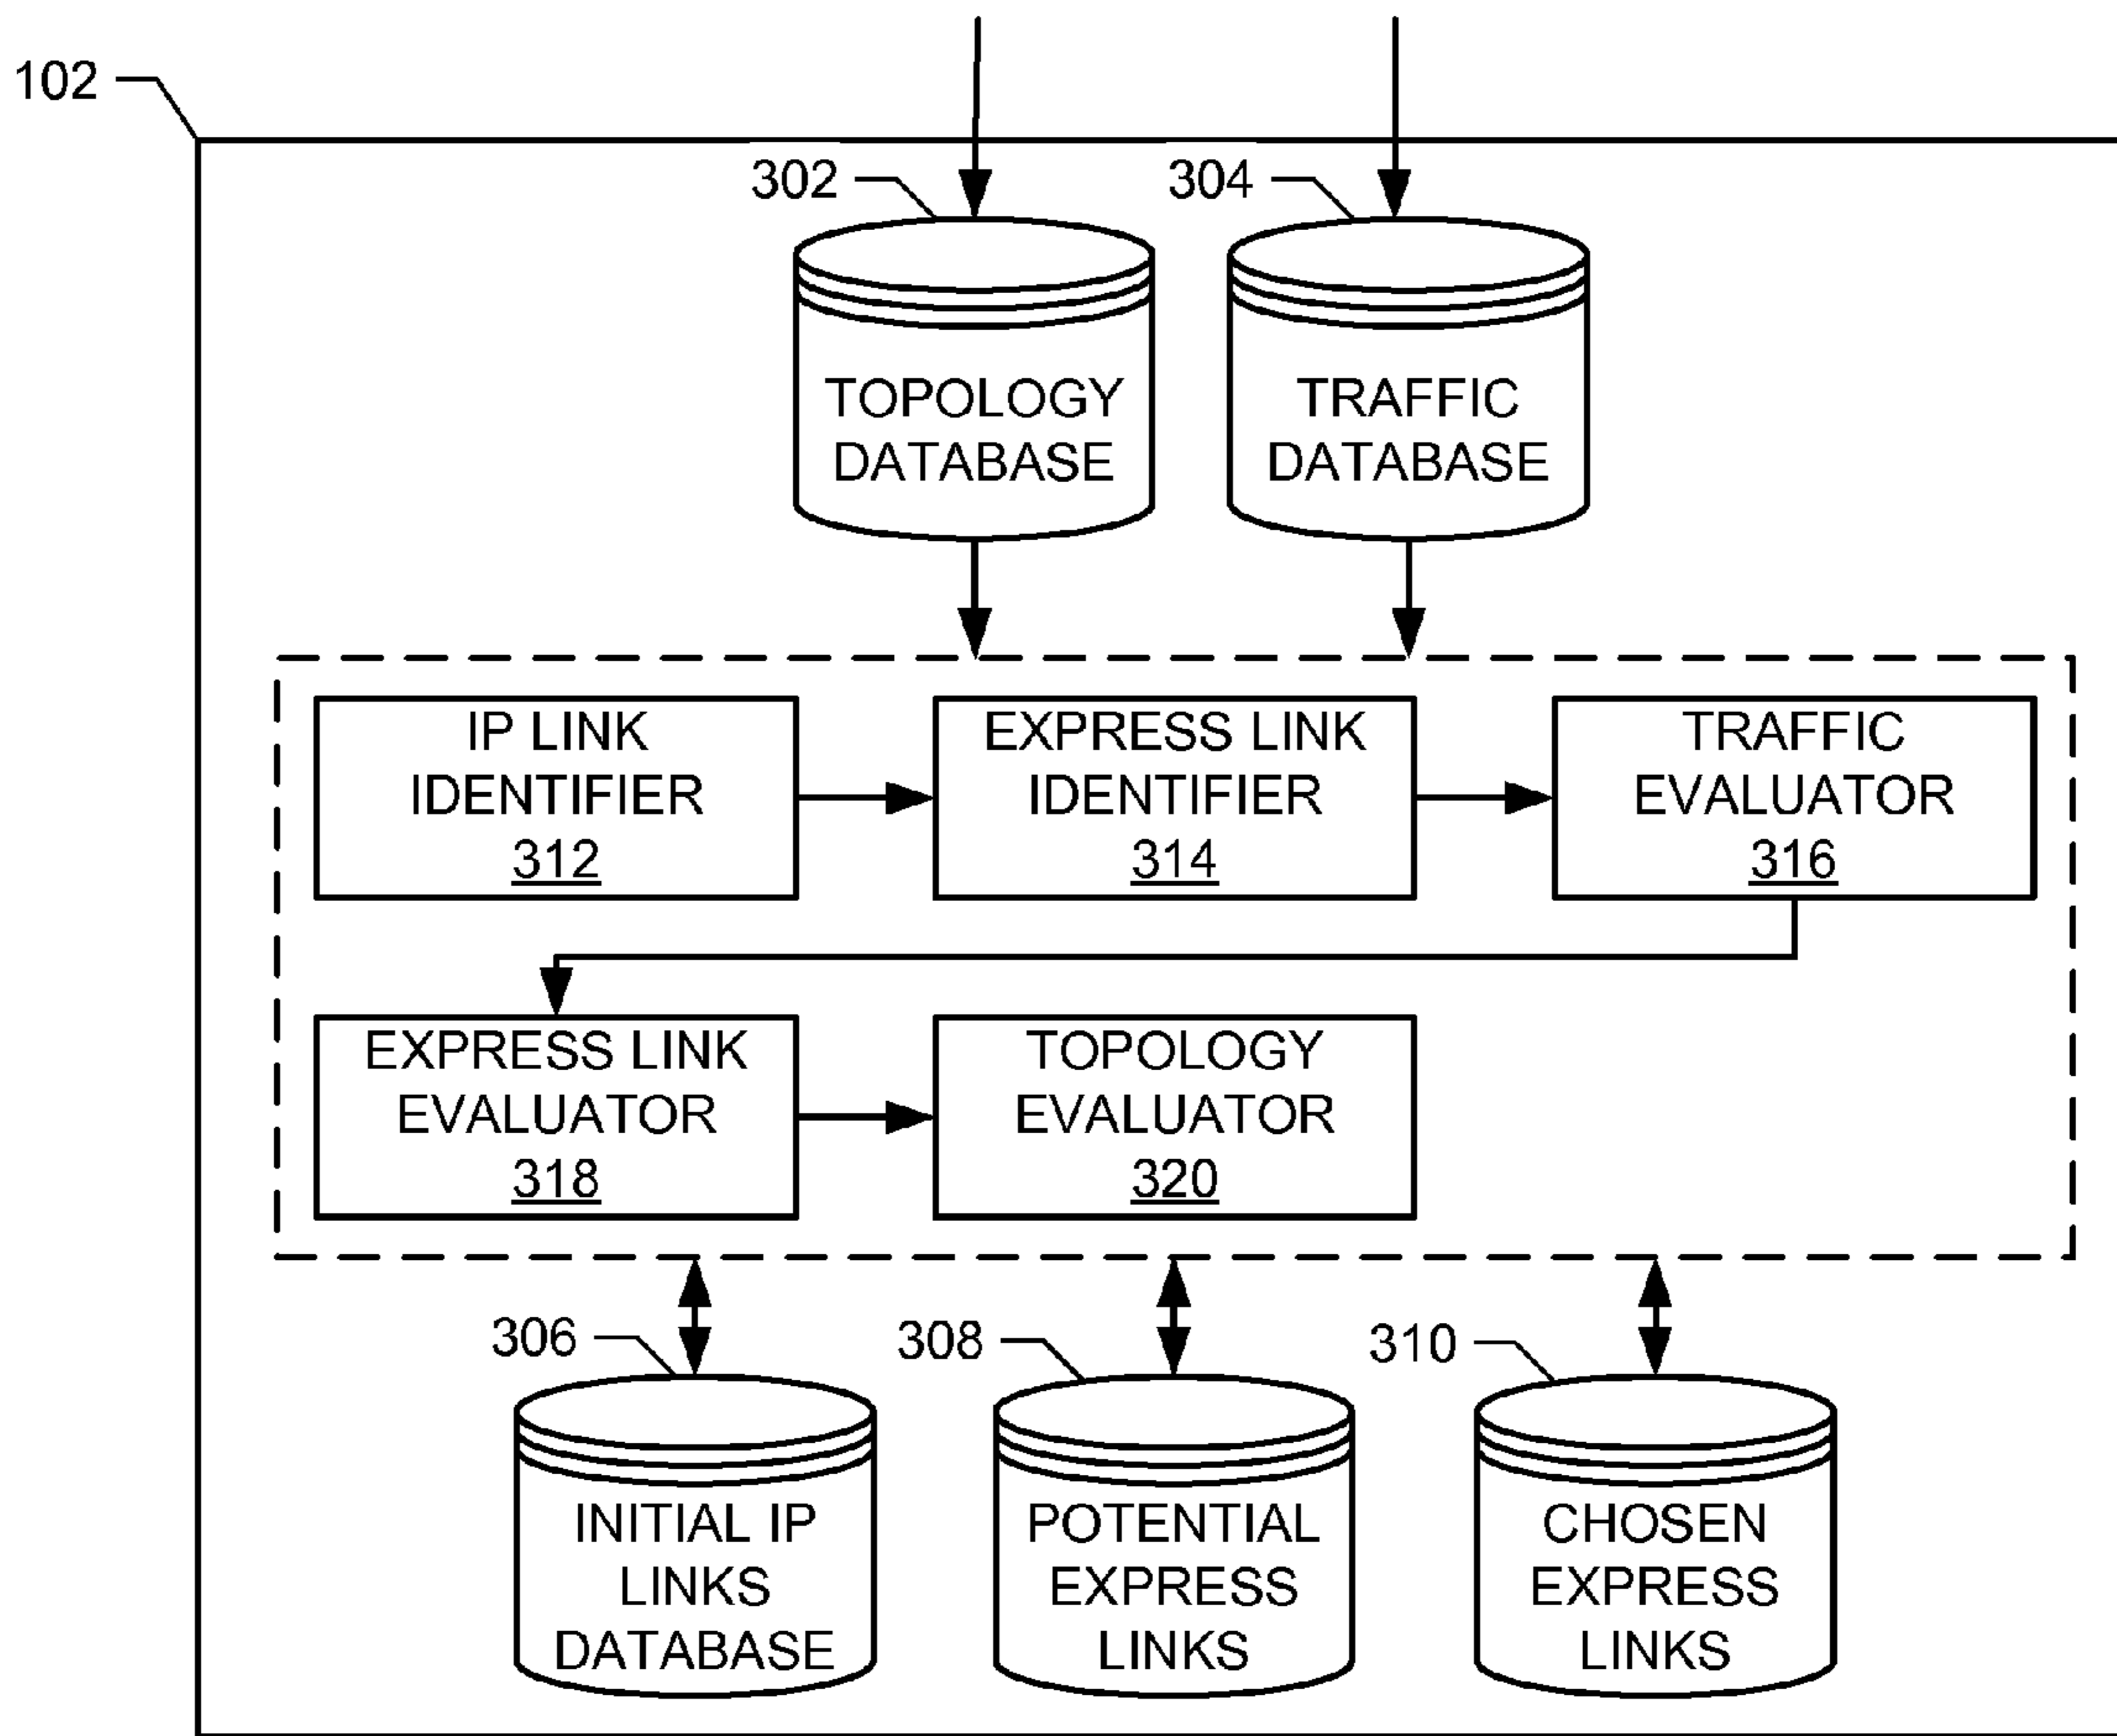 102
302
304
TOPOLOGY
DATABASE
TRAFFIC
DATABASE
IP LINK
IDENTIFIER
312
EXPRESS LINK
IDENTIFIER
314
TRAFFIC
EVALUATOR
316
EXPRESS LINK
EVALUATOR
318
TOPOLOGY
EVALUATOR
320
306
308
310
INITIAL IP
LINKS
DATABASE
POTENTIAL
EXPRESS
LINKS
CHOSEN
EXPRESS
LINKS